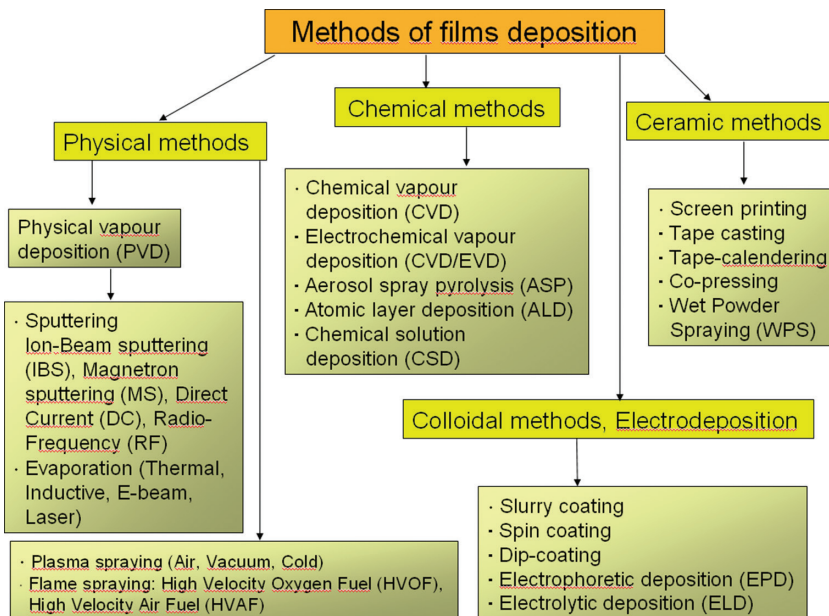 Methods of films deposition
Physical methods
Chemical methods
Ceramic methods
Physical vapour
deposition (PVD)
· Sputtering
Ion-Beam sputtering
(IBS), Magnetron
sputtering (MS), Direct
Current (DC), Radio-
Frequency (RF)
· Evaporation (Thermal,
Inductive, E-beam,
Laser)
· Plasma spraying (Air, Vacuum, Cold)
· Flame spraying: High Velocity Oxygen Fuel (HVOF),
High Velocity Air Fuel (HVAF)
· Chemical vapour
deposition (CVD)
· Electrochemical vapour
deposition (CVD/EVD)
· Aerosol spray pyrolysis (ASP)
· Atomic layer deposition (ALD)
· Chemical solution
deposition (CSD)
· Screen printing
· Tape casting
· Tape-calendering
· Co-pressing
· Wet Powder
Spraying (WPS)
Colloidal methods, Electrodeposition
· Slurry coating
· Spin coating
· Dip-coating
· Electrophoretic deposition (EPD)
· Electrolytic deposition (ELD)